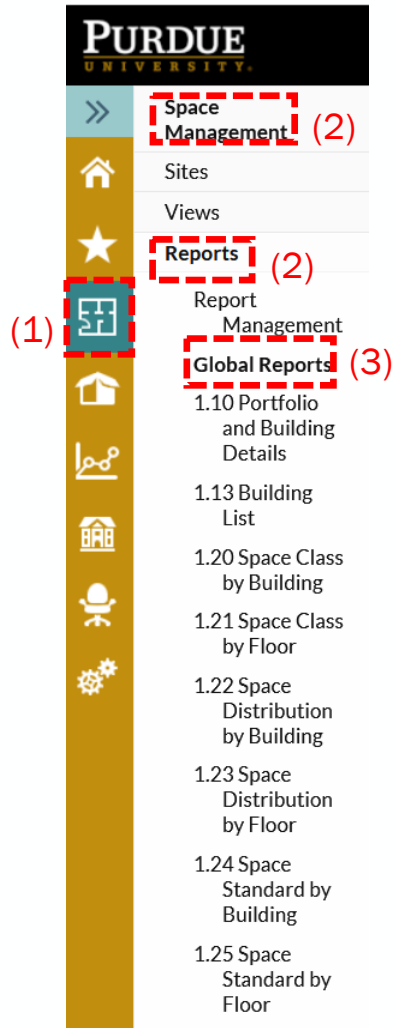 PURDUE
UNIVERSITY.
Space
Management
(2)
Sites
Views
Reports
(2)
(1)
Report
Management
Global Reports
(3)
1.10 Portfolio
and Building
Details
1.13 Building
List
1.20 Space Class
by Building
1.21 Space Class
by Floor
1.22 Space
Distribution
by Building
1.23 Space
Distribution
by Floor
1.24 Space
Standard by
Building
1.25 Space
Standard by
Floor